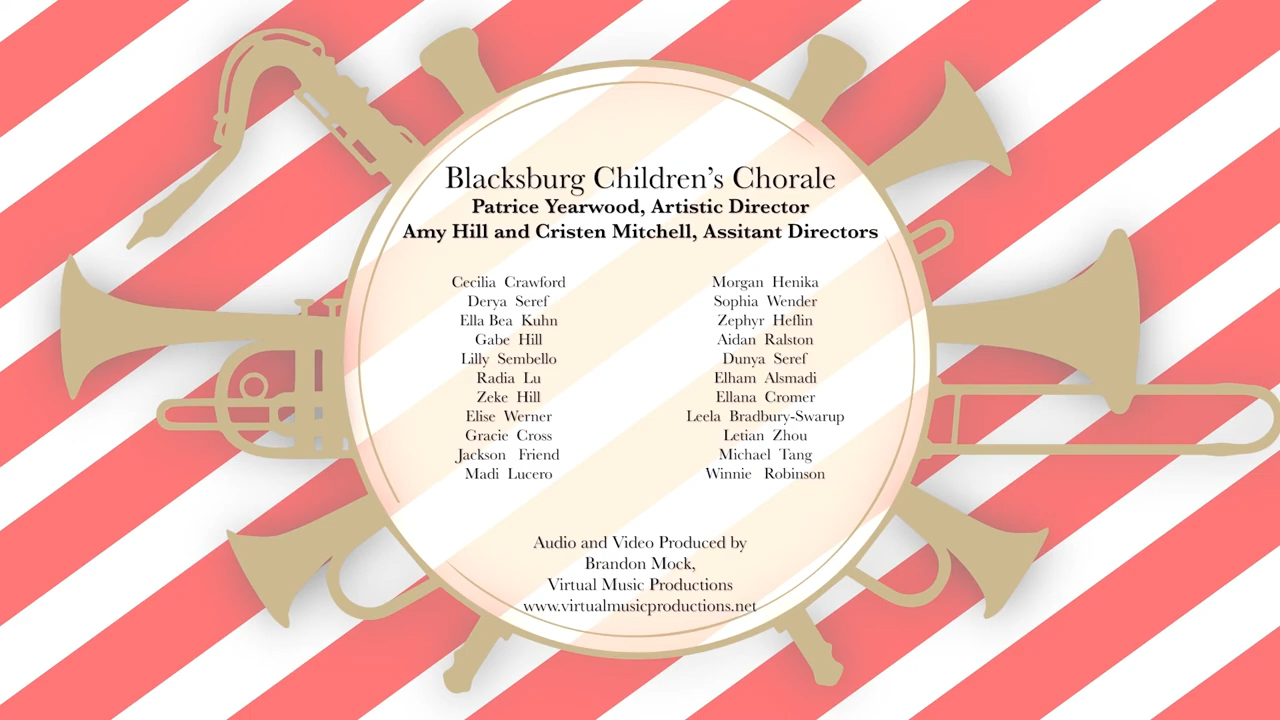 Blacksburg Children's Chorale
Patrice Yearwood, Artistic Director
Amy Hill and Cristen Mitchell, Assitant Directors
Cecilia Crawford
Derya Seref
Ella Bea Kuhn
Gabe Hill
Lilly Sembello
Radia Lu
Zeke Hill
Elise Werner
Gracie Cross
Jackson Friend
Madi Lucero
Morgan Henika
Sophia Wender
Zephyr Heflin
Aidan Ralston
Dunya Seref
Elham Alsmadi
Ellana Cromer
Leela Bradbury-Swarup
Letian Zhou
Michael Tang
Winnie Robinson
Audio and Video Produced by
Brandon Mock,
Virtual Music Productions
www.virtualmusicproductions.net